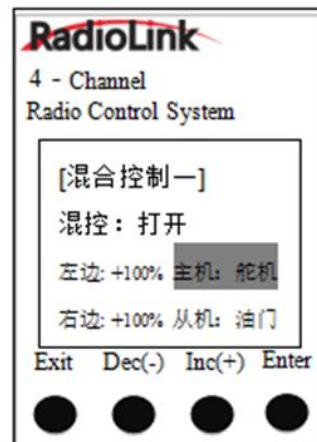 RadioLink
4 - Channel
Radio Control System
[混合控制一]
混控：打开
左边: +100% 主机：舵机
右边: +100% 从机：油门
Exit Dec(-) Inc(+) Enter